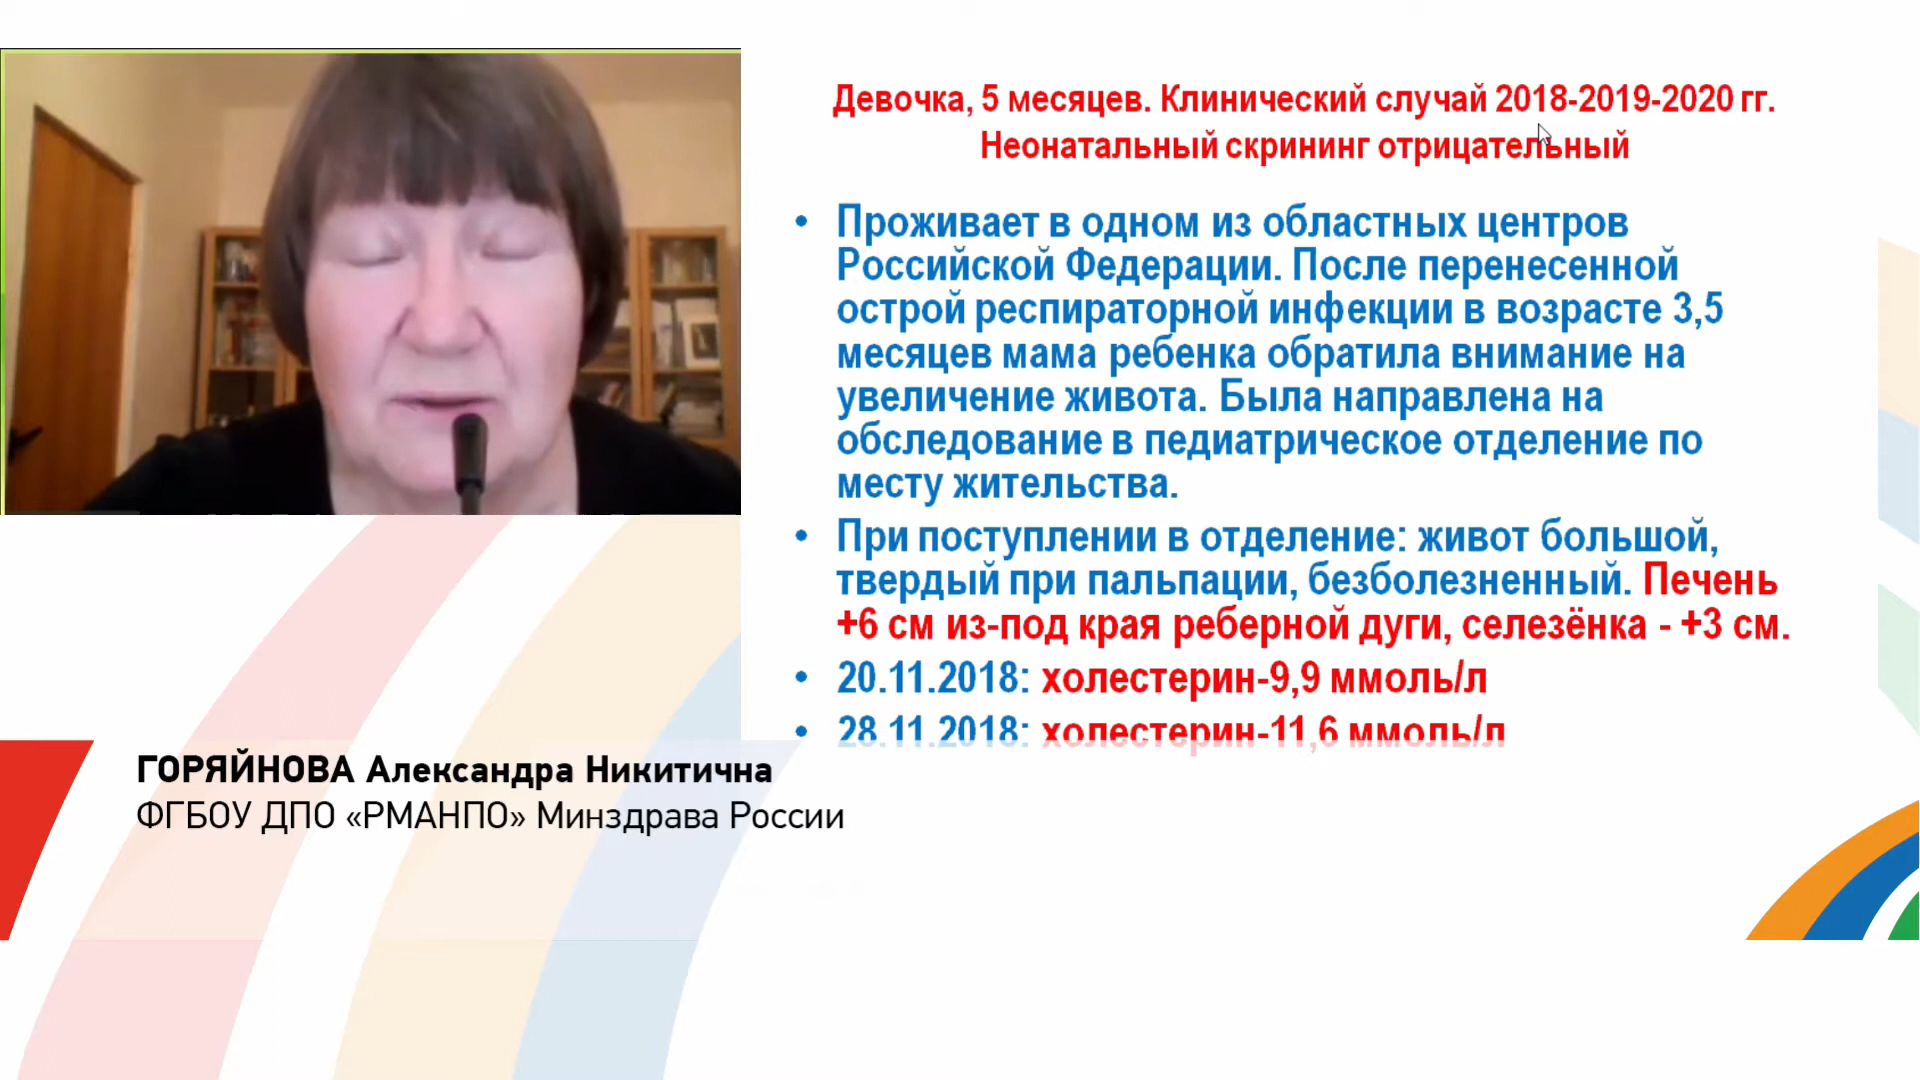 Девочка, 5 месяцев. Клинический случай 2018-2019-2020 гг.
Неонатальный скрининг отрицательный
• Проживает в одном из областных центров
Российской Федерации. После перенесенной
острой респираторной инфекции в возрасте 3,5
месяцев мама ребенка обратила внимание на
увеличение живота. Была направлена на
обследование в педиатрическое отделение по
месту жительства.
• При поступлении в отделение: живот большой,
твердый при пальпации, безболезненный. Печень
+6 см из-под края реберной дуги, селезёнка - +3 см.
• 20.11.2018: холестерин-9,9 ммоль/л
• 28.11.2018: холестерин-11,6 ммоль/л
ГОРЯЙНОВА Александра Никитична
ФГБОУ ДПО «РМАНПО» Минздрава России